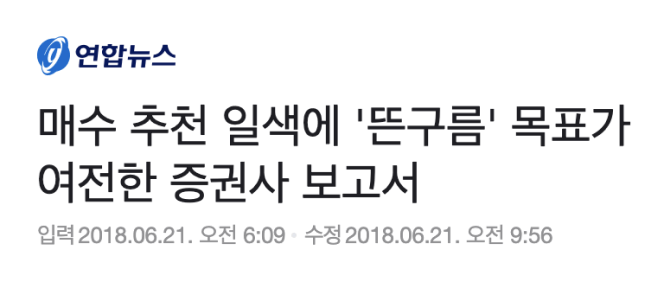 연합뉴스
매수 추천 일색에 '뜬구름' 목표가
여전한 증권사 보고서
입력 2018.06.21. 오전 6:09 · 수정 2018.06.21. 오전 9:56